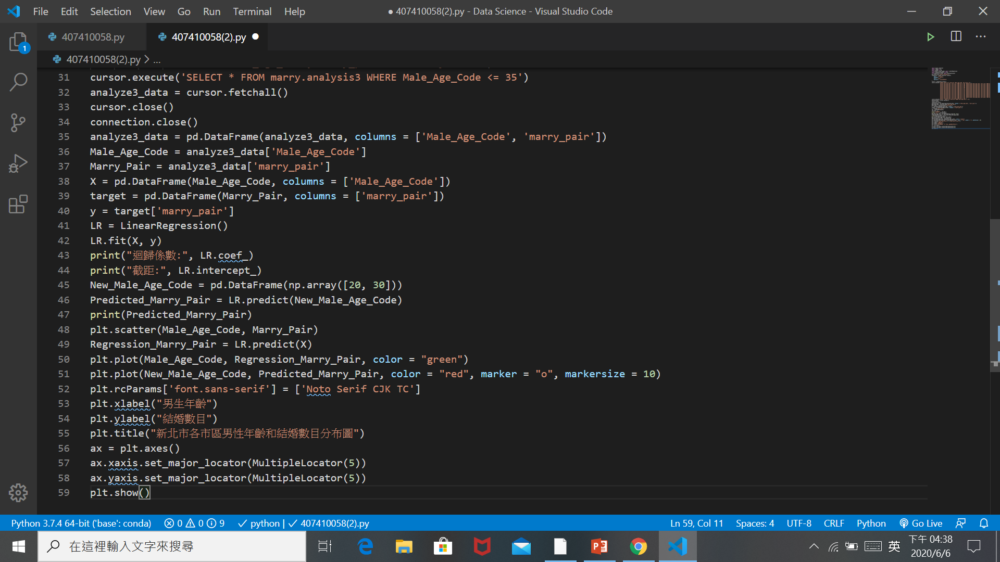 File Edit Selection View Go Run Terminal Help ● 407410058(2).py - Data Science - Visual Studio Code
407410058.py 407410058(2).py ●
1
407410058(2).py > ...
31 cursor.execute('SELECT * FROM marry.analysis3 WHERE Male_Age_Code <= 35')
32 analyze3_data = cursor.fetchall()
33 cursor.close()
34 connection.close()
35 analyze3_data = pd.DataFrame(analyze3_data, columns = ['Male_Age_Code', 'marry_pair'])
36 Male_Age_Code = analyze3_data['Male_Age_Code']
37 Marry_Pair = analyze3_data['marry_pair']
38 X = pd.DataFrame(Male_Age_Code, columns = ['Male_Age_Code'])
39 target = pd.DataFrame(Marry_Pair, columns = ['marry_pair'])
40 y = target['marry_pair']
41 LR = LinearRegression()
42 LR.fit(X, y)
43 print("迴歸係數:", LR.coef_)
44 print("截距:", LR.intercept_)
45 New_Male_Age_Code = pd.DataFrame(np.array([20, 30]))
46 Predicted_Marry_Pair = LR.predict(New_Male_Age_Code)
47 print(Predicted_Marry_Pair)
48 plt.scatter(Male_Age_Code, Marry_Pair)
49 Regression_Marry_Pair = LR.predict(X)
50 plt.plot(Male_Age_Code, Regression_Marry_Pair, color = "green")
51 plt.plot(New_Male_Age_Code, Predicted_Marry_Pair, color = "red", marker = "o", markersize = 10)
52 plt.rcParams['font.sans-serif'] = ['Noto Serif CJK TC']
53 plt.xlabel("男生年齡")
54 plt.ylabel("結婚數目")
55 plt.title("新北市各市區男性年齡和結婚數目分布圖")
56 ax = plt.axes()
57 ax.xaxis.set_major_locator(MultipleLocator(5))
58 ax.yaxis.set_major_locator(MultipleLocator(5))
59 plt.show()
Python 3.7.4 64-bit ('base': conda) 0 0 9 ✓ python | ✓ 407410058(2).py Ln 59, Col 11 Spaces: 4 UTF-8 CRLF Python Go Live
在這裡輸入文字來搜尋 英 下午 04:38
2020/6/6